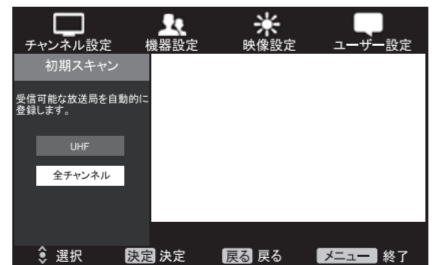 チャンネル設定 機器設定 映像設定 ユーザー設定
初期スキャン
受信可能な放送局を自動的に
登録します。
UHF
全チャンネル
選択 決定 決定 戻る 戻る メニュー 終了